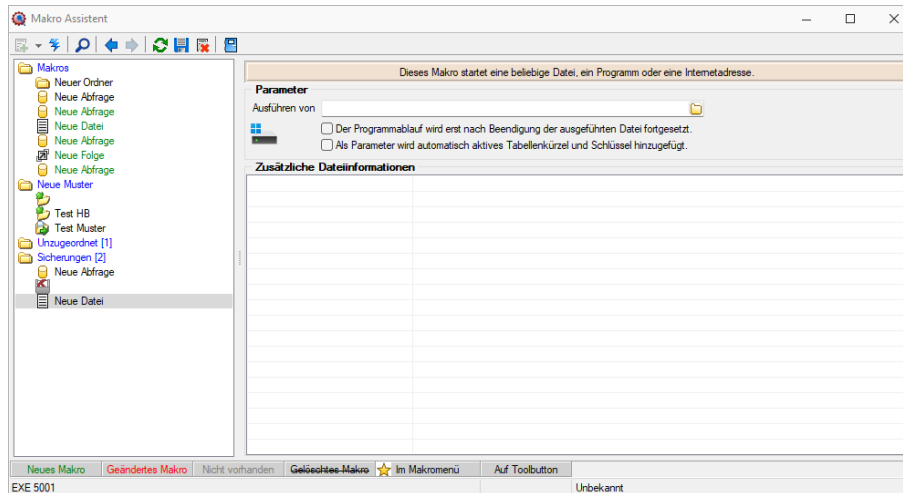 Makro Assistent
Makros
Neuer Ordner
Neue Abfrage
Neue Abfrage
Neue Datei
Neue Abfrage
Neue Folge
Neue Abfrage
Neue Muster
Test HB
Test Muster
Unzugeordnet [1]
Sicherungen [2]
Neue Abfrage
Neue Datei
Dieses Makro startet eine beliebige Datei, ein Programm oder eine Internetadresse.
Parameter
Ausführen von
Der Programmablauf wird erst nach Beendigung der ausgeführten Datei fortgesetzt.
Als Parameter wird automatisch aktives Tabellenkürzel und Schlüssel hinzugefügt.
Zusätzliche Dateiinformationen
Neues Makro Geändertes Makro Nicht vorhanden Gelöschtes Makro Im Makromenü Auf Toolbutton
EXE 5001 Unbekannt